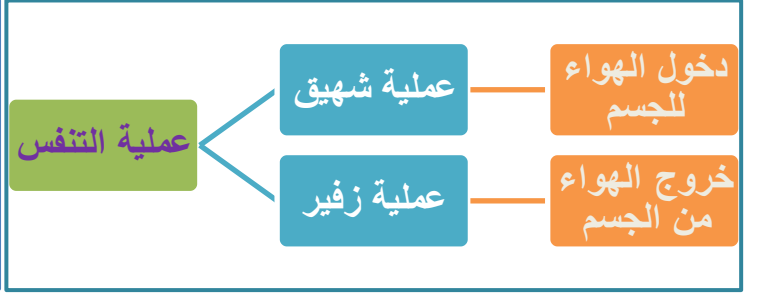 عملية التنفس
عملية شهيق
دخول الهواء
للجسم
عملية زفير
خروج الهواء
من الجسم